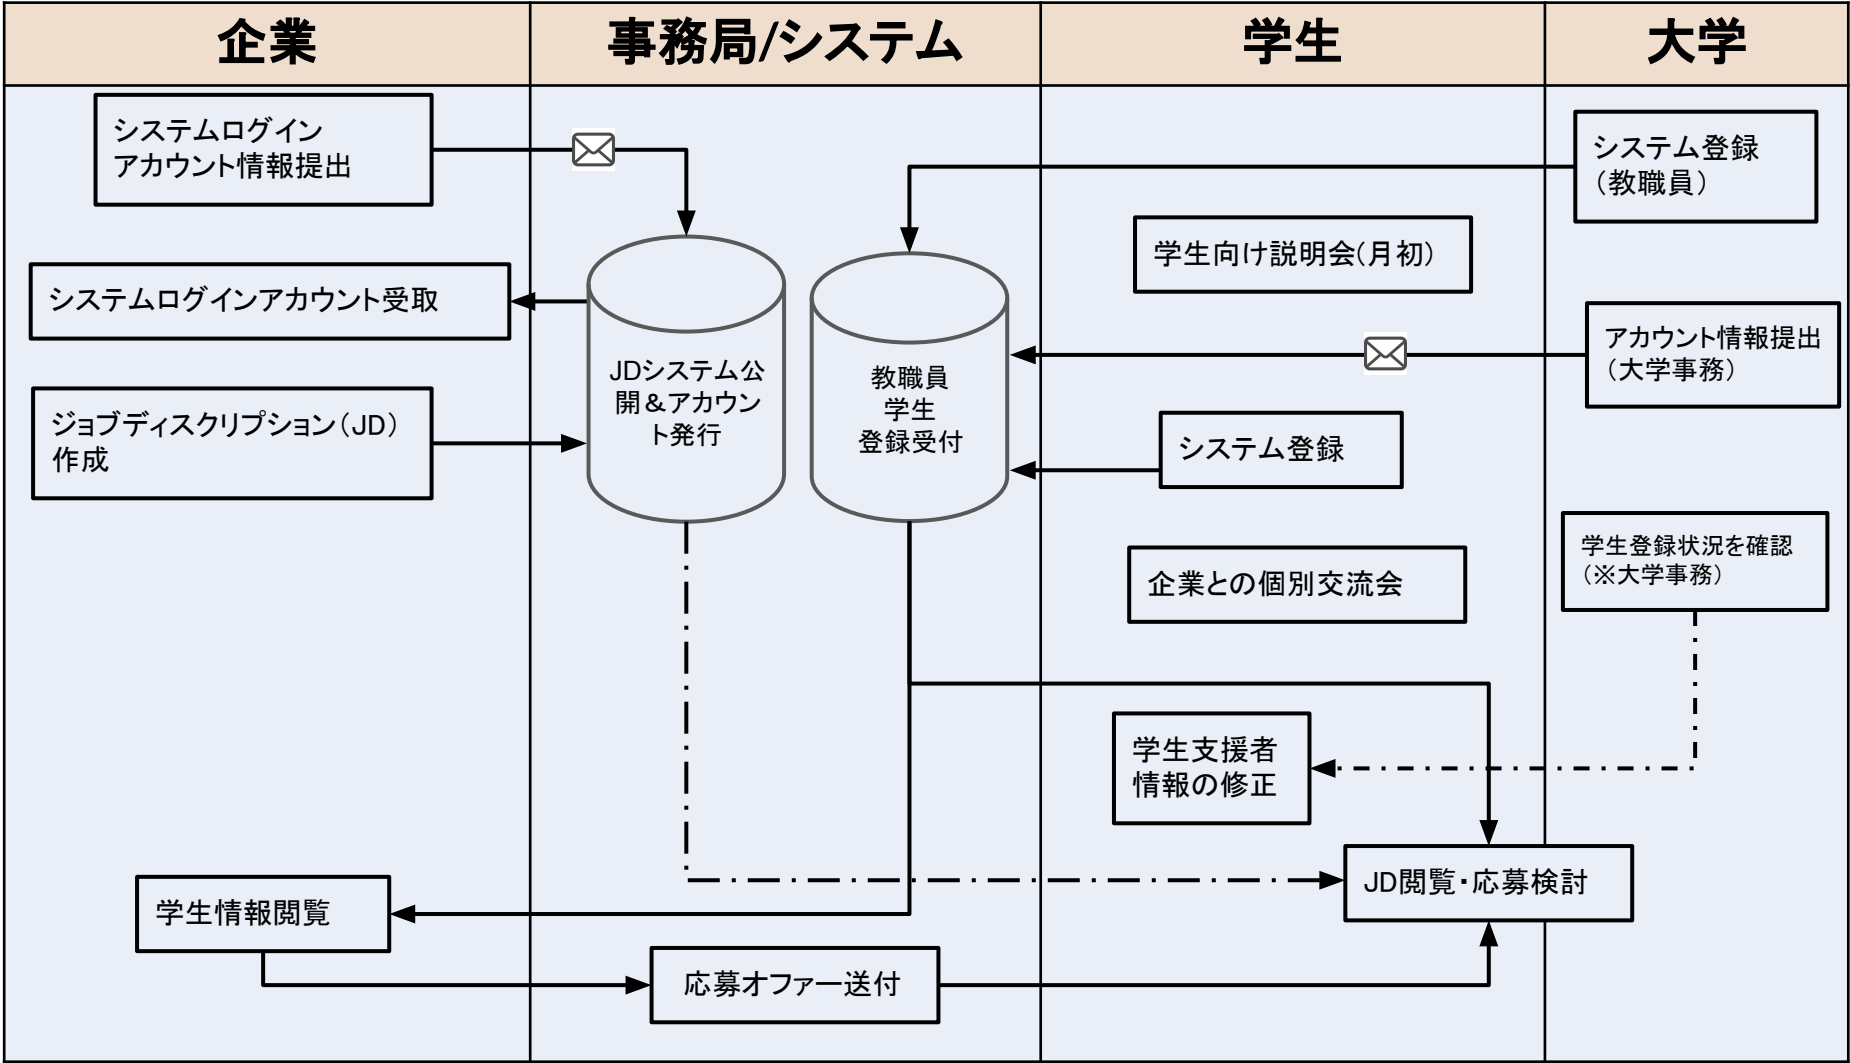 企業
事務局/システム
学生
大学
システムログイン
アカウント情報提出
システム登録
（教職員）
学生向け説明会(月初)
システムログインアカウント受取
アカウント情報提出
（大学事務）
JDシステム公
開＆アカウン
ト発行
教職員
学生
登録受付
ジョブディスクリプション（JD）
作成
システム登録
学生登録状況を確認
（※大学事務）
企業との個別交流会
学生支援者
情報の修正
JD閲覧・応募検討
学生情報閲覧
応募オファー送付